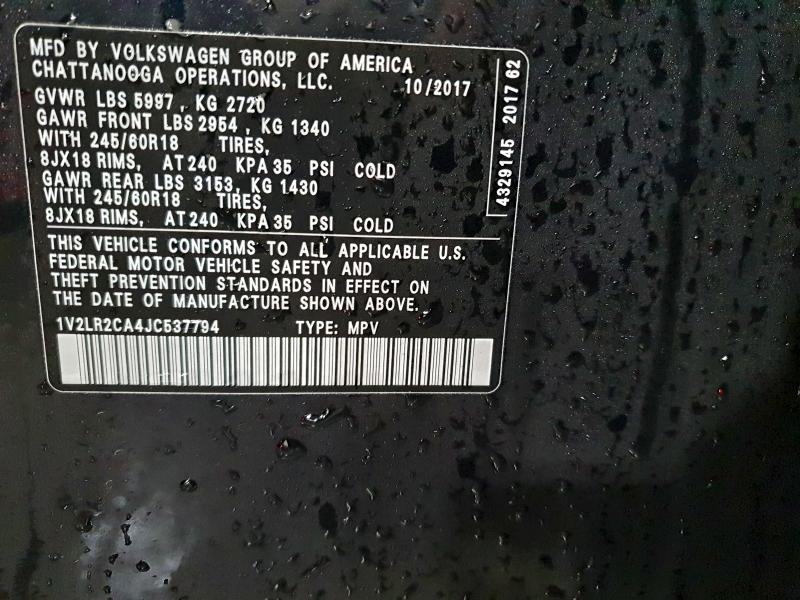 MFD BY VOLKSWAGEN GROUP OF AMERICA
CHATTANOOGA OPERATIONS, LLC. 10/2017
GVWR LBS 5997 , KG 2720
GAWR FRONT LBS 2954 , KG 1340
WITH 245/60R18 TIRES,
8JX18 RIMS, AT 240 KPA 35 PSI COLD
GAWR REAR LBS 3153, KG 1430
WITH 245/60R18 TIRES,
8JX18 RIMS, AT 240 KPA 35 PSI COLD
THIS VEHICLE CONFORMS TO ALL APPLICABLE U.S.
FEDERAL MOTOR VEHICLE SAFETY AND
THEFT PREVENTION STANDARDS IN EFFECT ON
THE DATE OF MANUFACTURE SHOWN ABOVE.
1V2LR2CA4JC537794 TYPE: MPV
4329145 2017 62